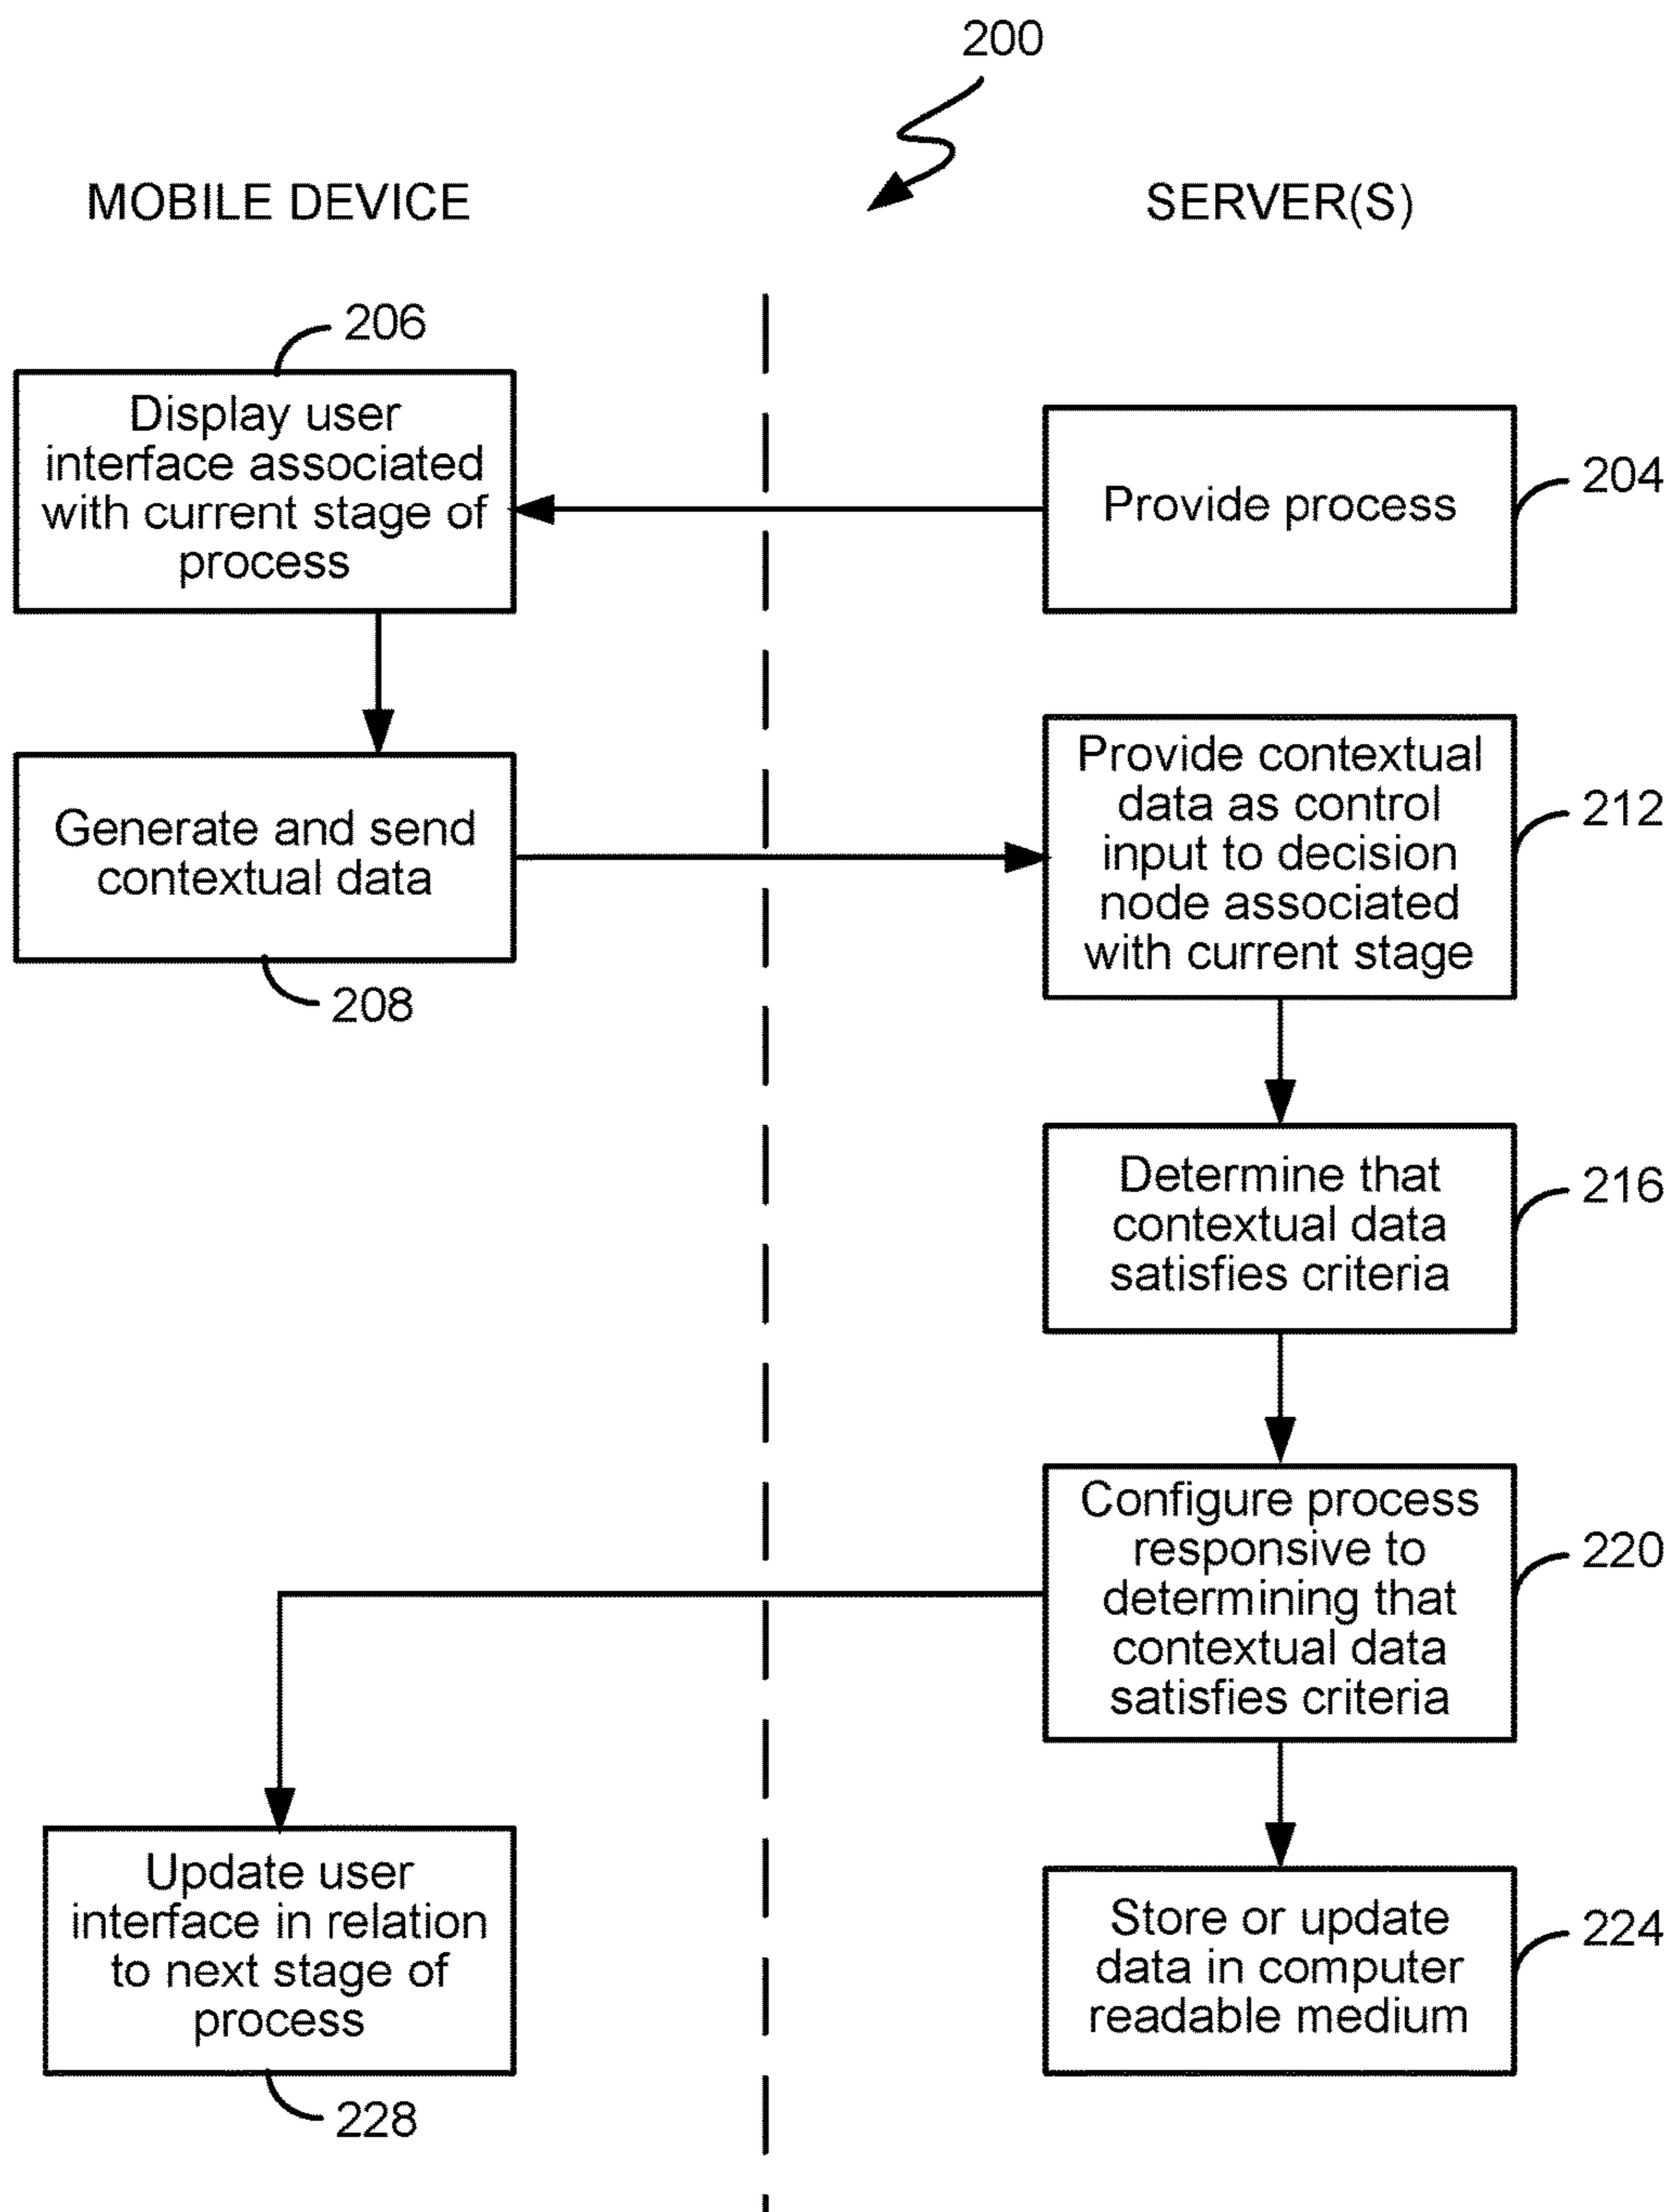 200
MOBILE DEVICE
SERVER(S)
206
Display user
interface associated
with current stage of
process
Provide process
204
Generate and send
contextual data
208
Provide contextual
data as control
input to decision
node associated
with current stage
212
Determine that
contextual data
satisfies criteria
216
Configure process
responsive to
determining that
contextual data
satisfies criteria
220
Update user
interface in relation
to next stage of
process
228
Store or update
data in computer
readable medium
224